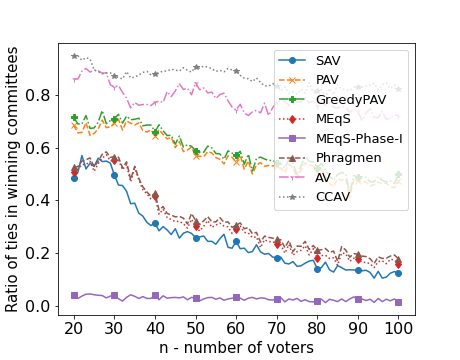 Ratio of ties in winning committees
0.8
0.6
0.4
0.2
0.0
20 30 40 50 60 70 80 90 100
n - number of voters
SAV
PAV
GreedyPAV
MEqS
MEqS-Phase-I
Phragmen
AV
CCAV